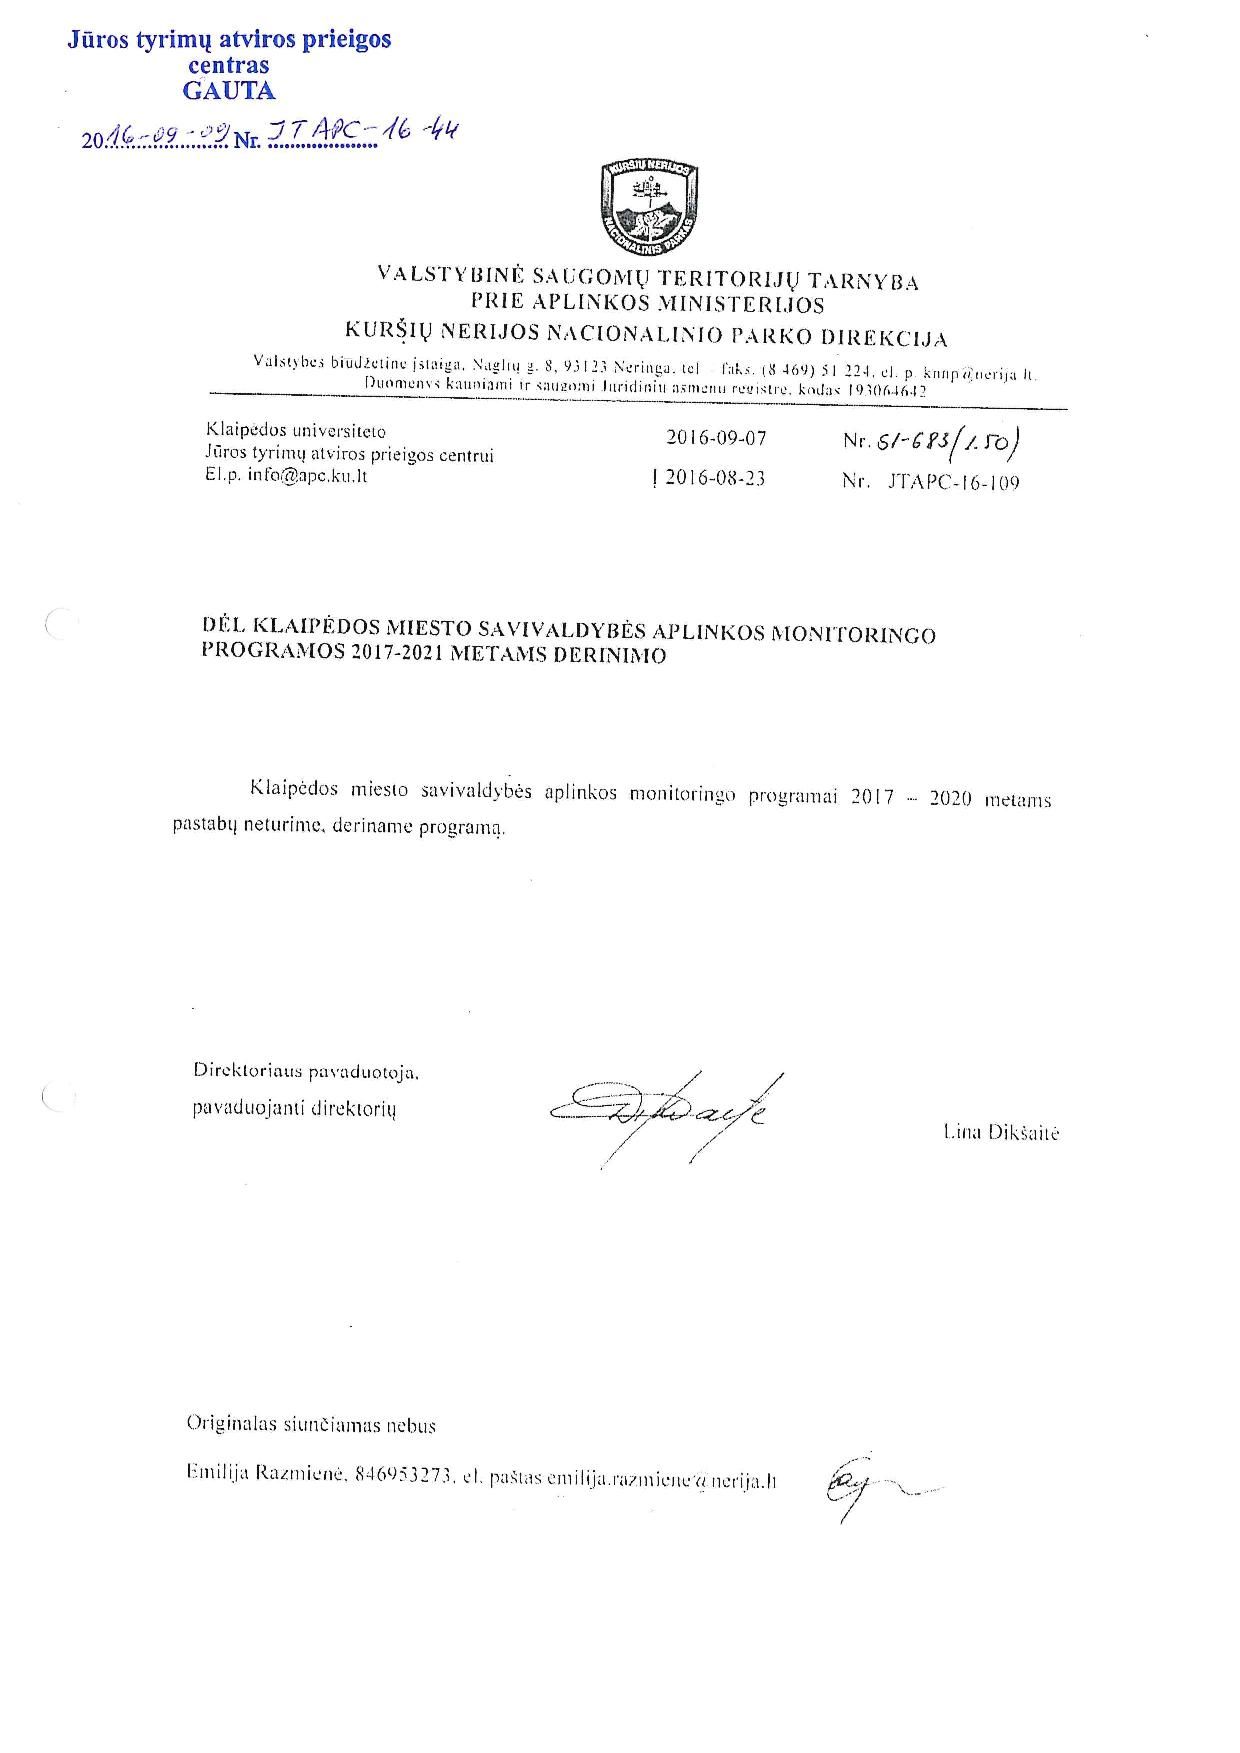 Jūros tyrimų atviros prieigos
centras
GAUTA
2016-09-09 Nr. JTAPC-16-44
KURŠIŲ NERIJOS
NACIONALINIS PARKAS
VALSTYBINĖ SAUGOMŲ TERITORIJŲ TARNYBA
PRIE APLINKOS MINISTERIJOS
KURŠIŲ NERIJOS NACIONALINIO PARKO DIREKCIJA
Valstybės biudžetinė įstaiga, Naglių g. 8, 93123 Neringa, tel – faks. (8 469) 51 224, el. p. knnp@nerija.lt.
Duomenys kaupiami ir saugomi Juridinių asmenų registre, kodas 193064642
Klaipėdos universiteto 2016-09-07 Nr. S1-683/(1.50)
Jūros tyrimų atviros prieigos centrui
El.p. info@apc.ku.lt Į 2016-08-23 Nr. JTAPC-16-109
DĖL KLAIPĖDOS MIESTO SAVIVALDYBĖS APLINKOS MONITORINGO
PROGRAMOS 2017-2021 METAMS DERINIMO
Klaipėdos miesto savivaldybės aplinkos monitoringo programai 2017 – 2020 metams
pastabų neturime, deriname programą.
Direktoriaus pavaduotoja,
pavaduojanti direktorių
Lina Dikšaitė
Originalas siunčiamas nebus
Emilija Razmienė, 846953273, el. paštas emilija.razmiene@nerija.lt